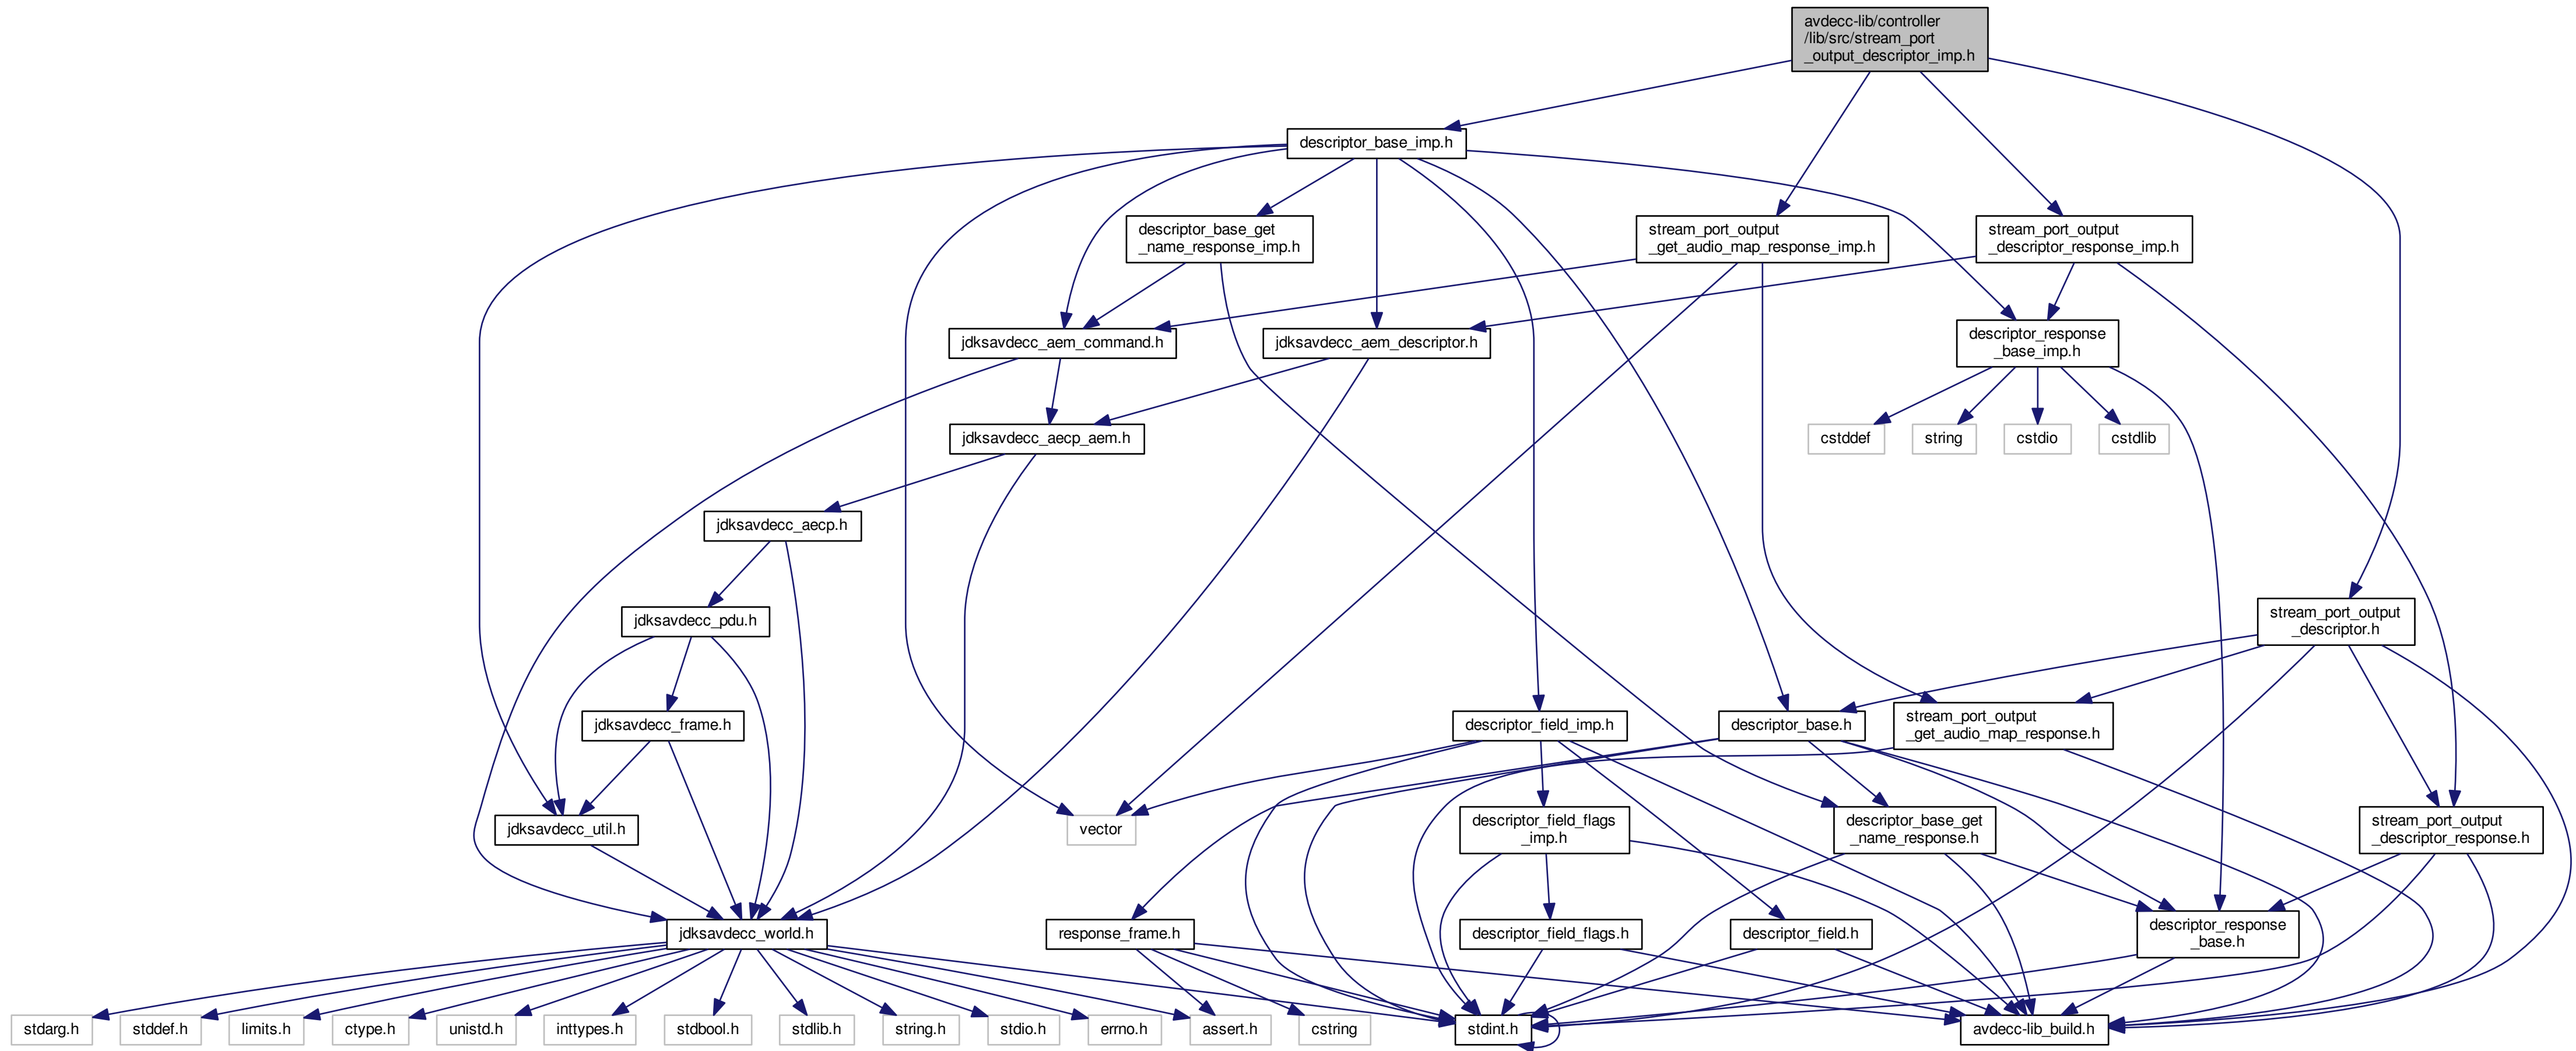 avdecc-lib/controller
/lib/src/stream_port
_output_descriptor_imp.h
descriptor_base_imp.h
descriptor_base_get
_name_response_imp.h
stream_port_output
_get_audio_map_response_imp.h
stream_port_output
_descriptor_response_imp.h
jdksavdecc_aem_command.h
jdksavdecc_aem_descriptor.h
descriptor_response
_base_imp.h
jdksavdecc_aecp_aem.h
cstddef
string
cstdio
cstdlib
jdksavdecc_aecp.h
jdksavdecc_pdu.h
stream_port_output
_descriptor.h
jdksavdecc_frame.h
descriptor_field_imp.h
descriptor_base.h
stream_port_output
_get_audio_map_response.h
jdksavdecc_util.h
vector
descriptor_field_flags
_imp.h
descriptor_base_get
_name_response.h
stream_port_output
_descriptor_response.h
jdksavdecc_world.h
response_frame.h
descriptor_field_flags.h
descriptor_field.h
descriptor_response
_base.h
stdarg.h
stddef.h
limits.h
ctype.h
unistd.h
inttypes.h
stdbool.h
stdlib.h
string.h
stdio.h
errno.h
assert.h
cstring
stdint.h
avdecc-lib_build.h